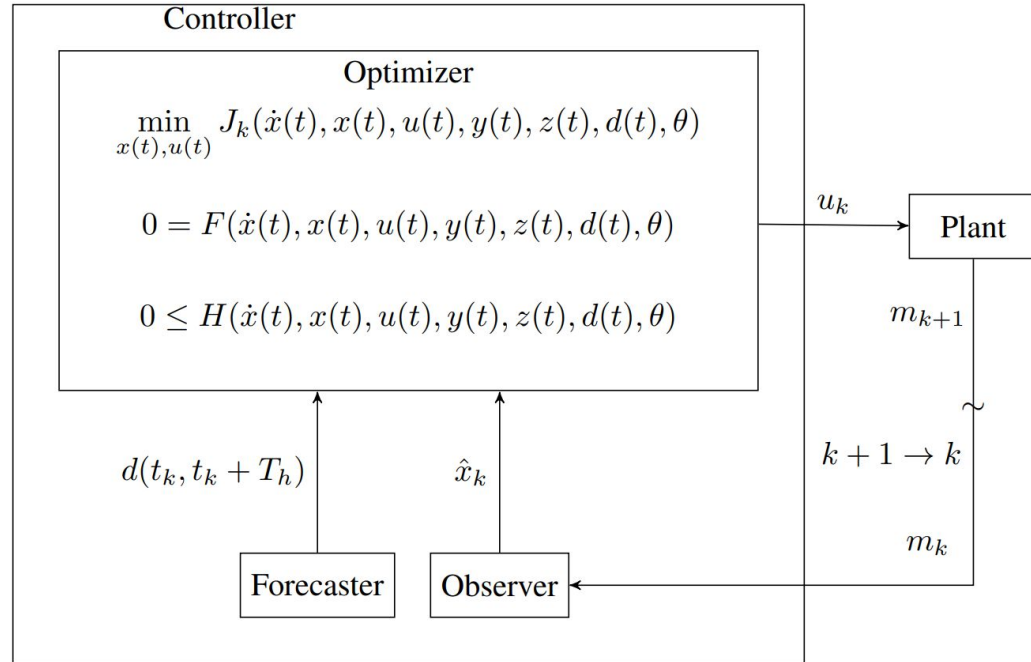 Controller
Optimizer
min J_k(ẋ(t), x(t), u(t), y(t), z(t), d(t), θ)
x(t),u(t)
0 = F(ẋ(t), x(t), u(t), y(t), z(t), d(t), θ)
0 ≤ H(ẋ(t), x(t), u(t), y(t), z(t), d(t), θ)
u_k
Plant
m_{k+1}
~
k + 1 → k
d(t_k, t_k + T_h)
x̂_k
m_k
Forecaster
Observer